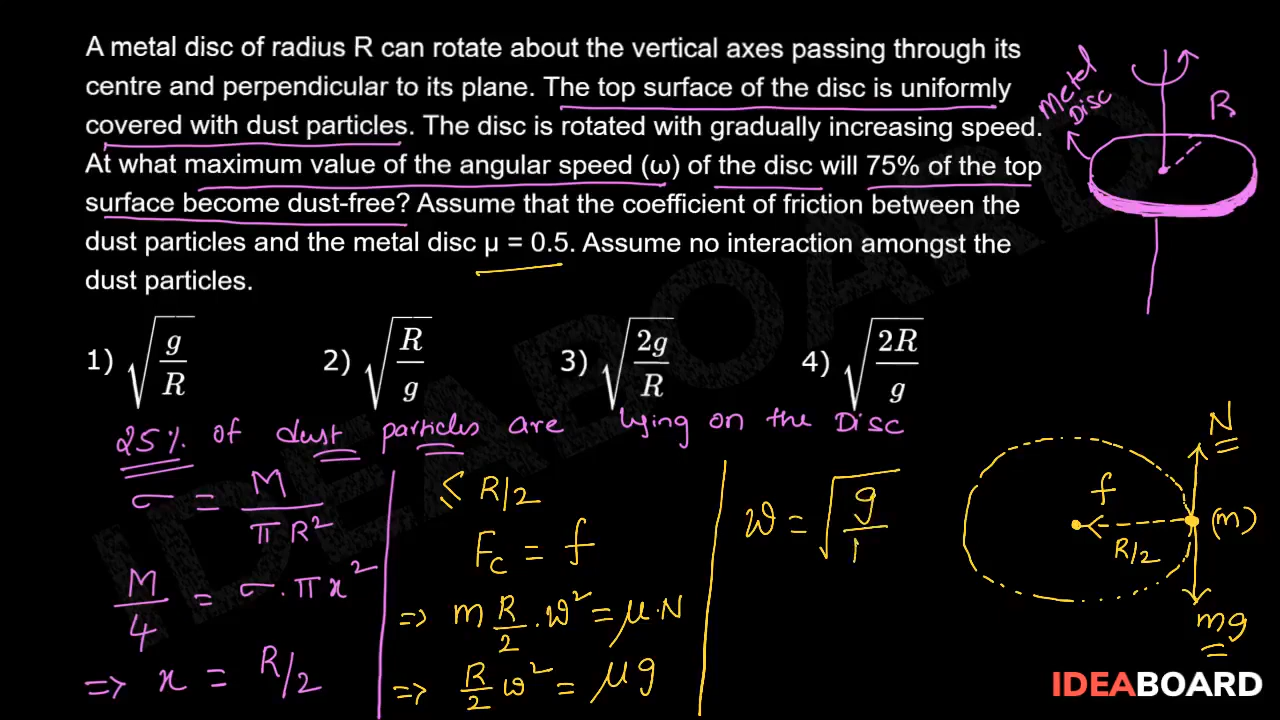 A metal disc of radius R can rotate about the vertical axes passing through its
centre and perpendicular to its plane. The top surface of the disc is uniformly
covered with dust particles. The disc is rotated with gradually increasing speed.
At what maximum value of the angular speed (ω) of the disc will 75% of the top
surface become dust-free? Assume that the coefficient of friction between the
dust particles and the metal disc μ = 0.5. Assume no interaction amongst the
dust particles.
Metal Disc
R
1) √(g/R) 2) √(R/g) 3) √(2g/R) 4) √(2R/g)
25% of dust particles are lying on the Disc
σ = M/πR²
M/4 = σ.πx²
=> x = R/2
≤ R/2
Fc = f
=> m R/2 . ω² = μ.N
=> R/2 ω² = μg
ω = √(g/
N
f
(m)
R/2
mg
IDEABOARD
IDEABOARD